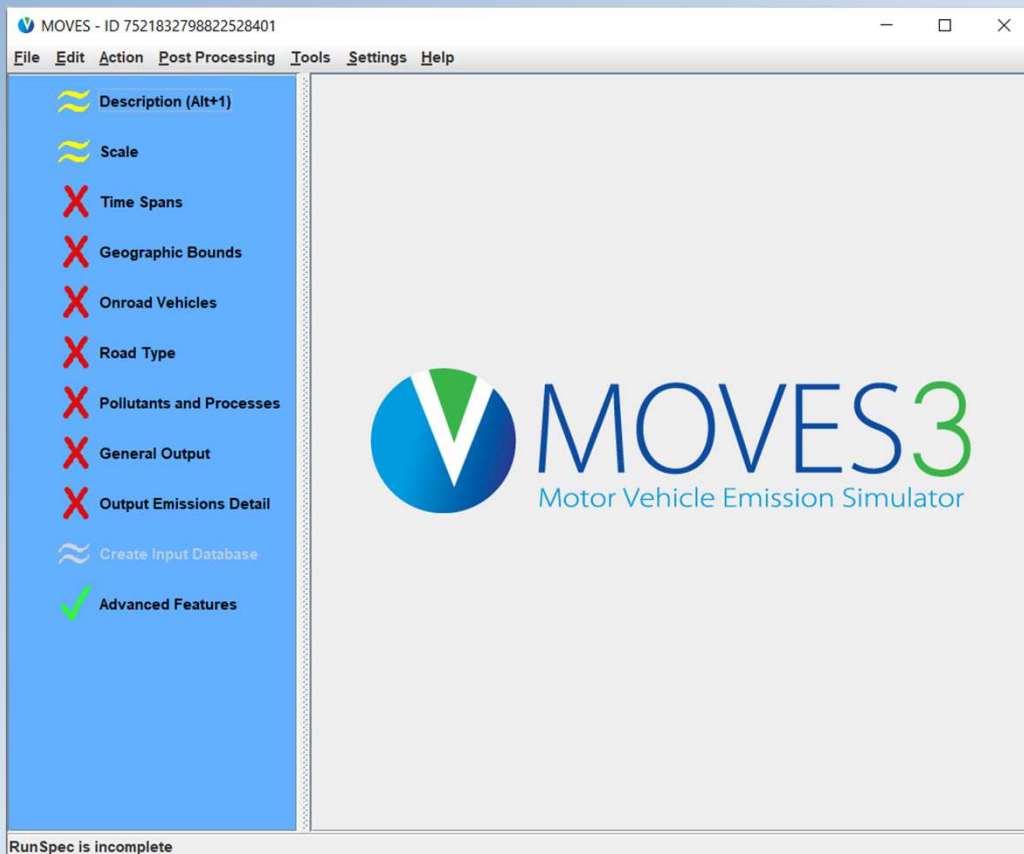 MOVES - ID 7521832798822528401
File Edit Action Post Processing Tools Settings Help
Description (Alt+1)
Scale
Time Spans
Geographic Bounds
Onroad Vehicles
Road Type
Pollutants and Processes
General Output
Output Emissions Detail
Create Input Database
Advanced Features
MOVES3
Motor Vehicle Emission Simulator
RunSpec is incomplete